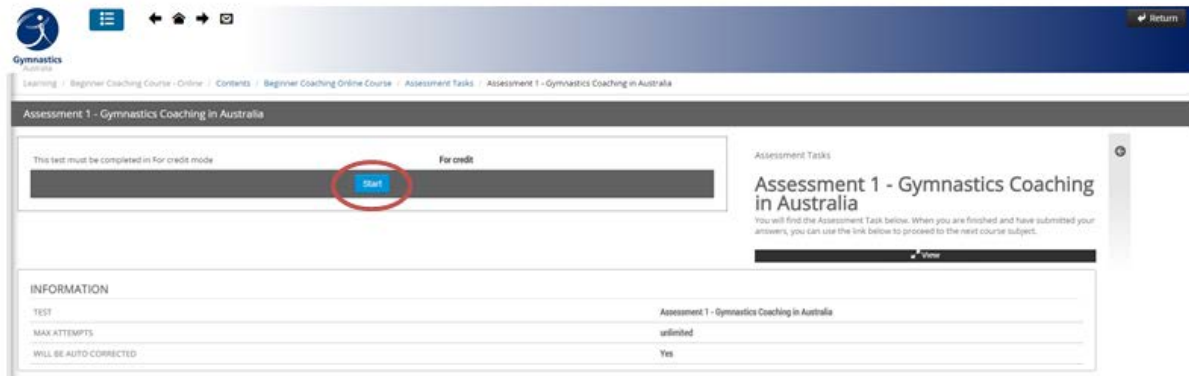 Return
Gymnastics
Australia
Learning / Beginner Coaching Course - Online / Contents / Beginner Coaching Online Course / Assessment Tasks / Assessment 1 - Gymnastics Coaching in Australia
Assessment 1 - Gymnastics Coaching in Australia
This test must be completed in For credit mode
For credit
Start
Assessment Tasks
Assessment 1 - Gymnastics Coaching
in Australia
You will find the Assessment Task below. When you are finished and have submitted your
answers, you can use the link below to proceed to the next course subject.
View
INFORMATION
TEST Assessment 1 - Gymnastics Coaching in Australia
MAX ATTEMPTS unlimited
WILL BE AUTO CORRECTED Yes